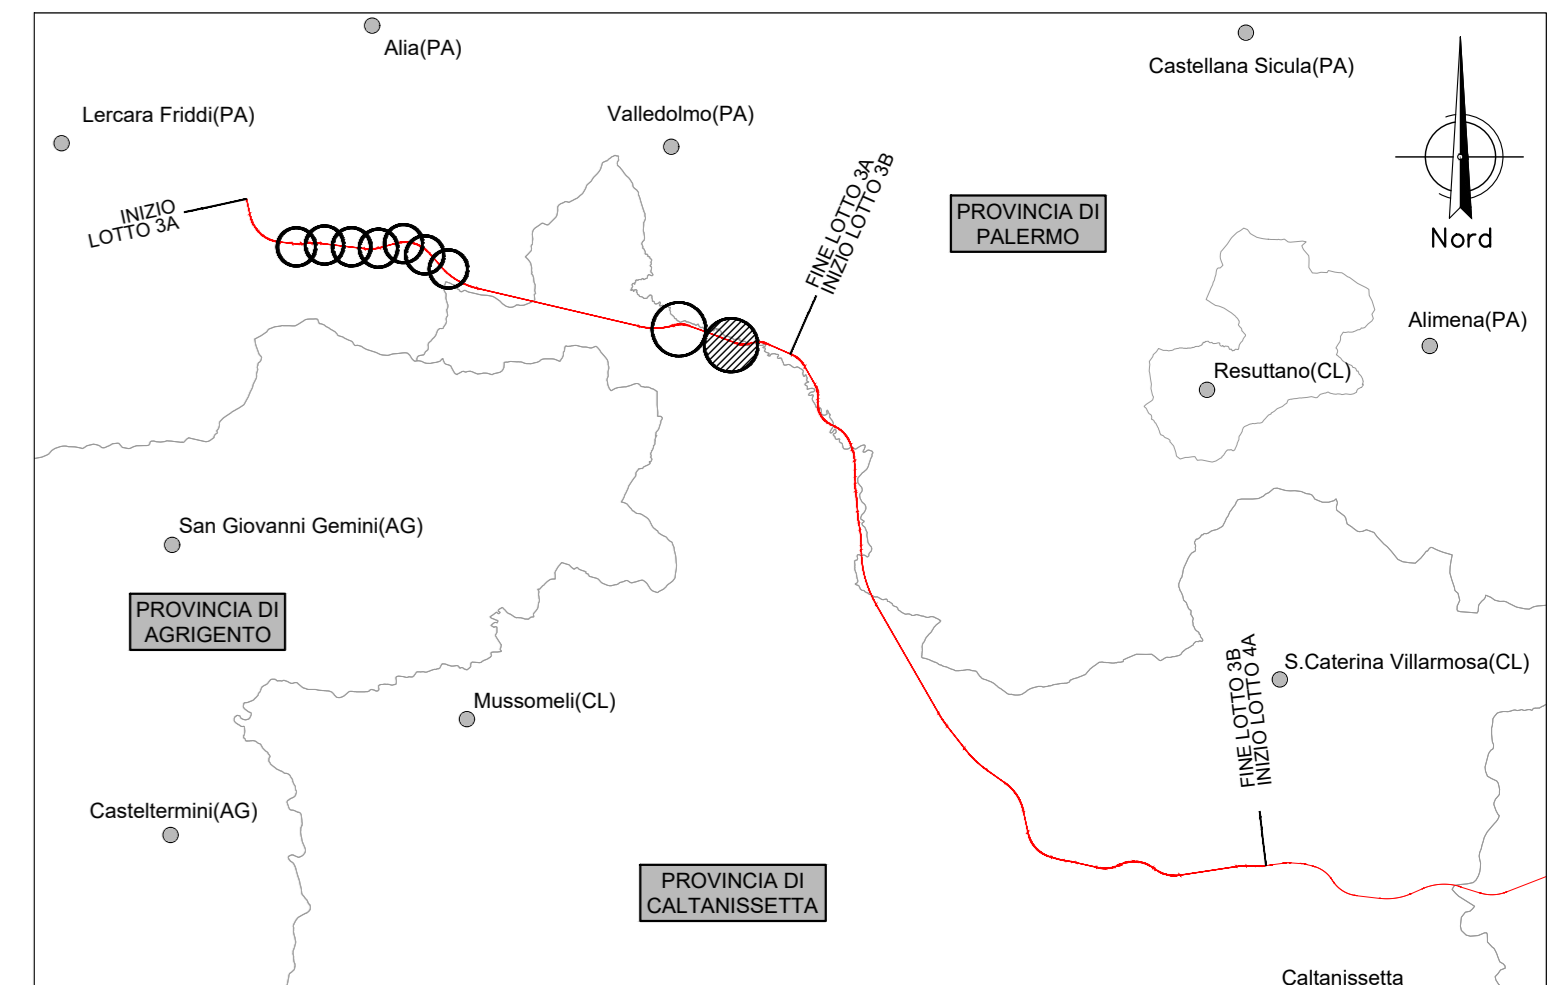 Alia(PA)
Castellana Sicula(PA)
Lercara Friddi(PA)
Valledolmo(PA)
INIZIO
LOTTO 3A
FINE LOTTO 3A
INIZIO LOTTO 3B
PROVINCIA DI
PALERMO
Nord
Alimena(PA)
Resuttano(CL)
San Giovanni Gemini(AG)
PROVINCIA DI
AGRIGENTO
FINE LOTTO 3B
INIZIO LOTTO 4A
S.Caterina Villarmosa(CL)
Mussomeli(CL)
Casteltermini(AG)
PROVINCIA DI
CALTANISSETTA
Caltanissetta